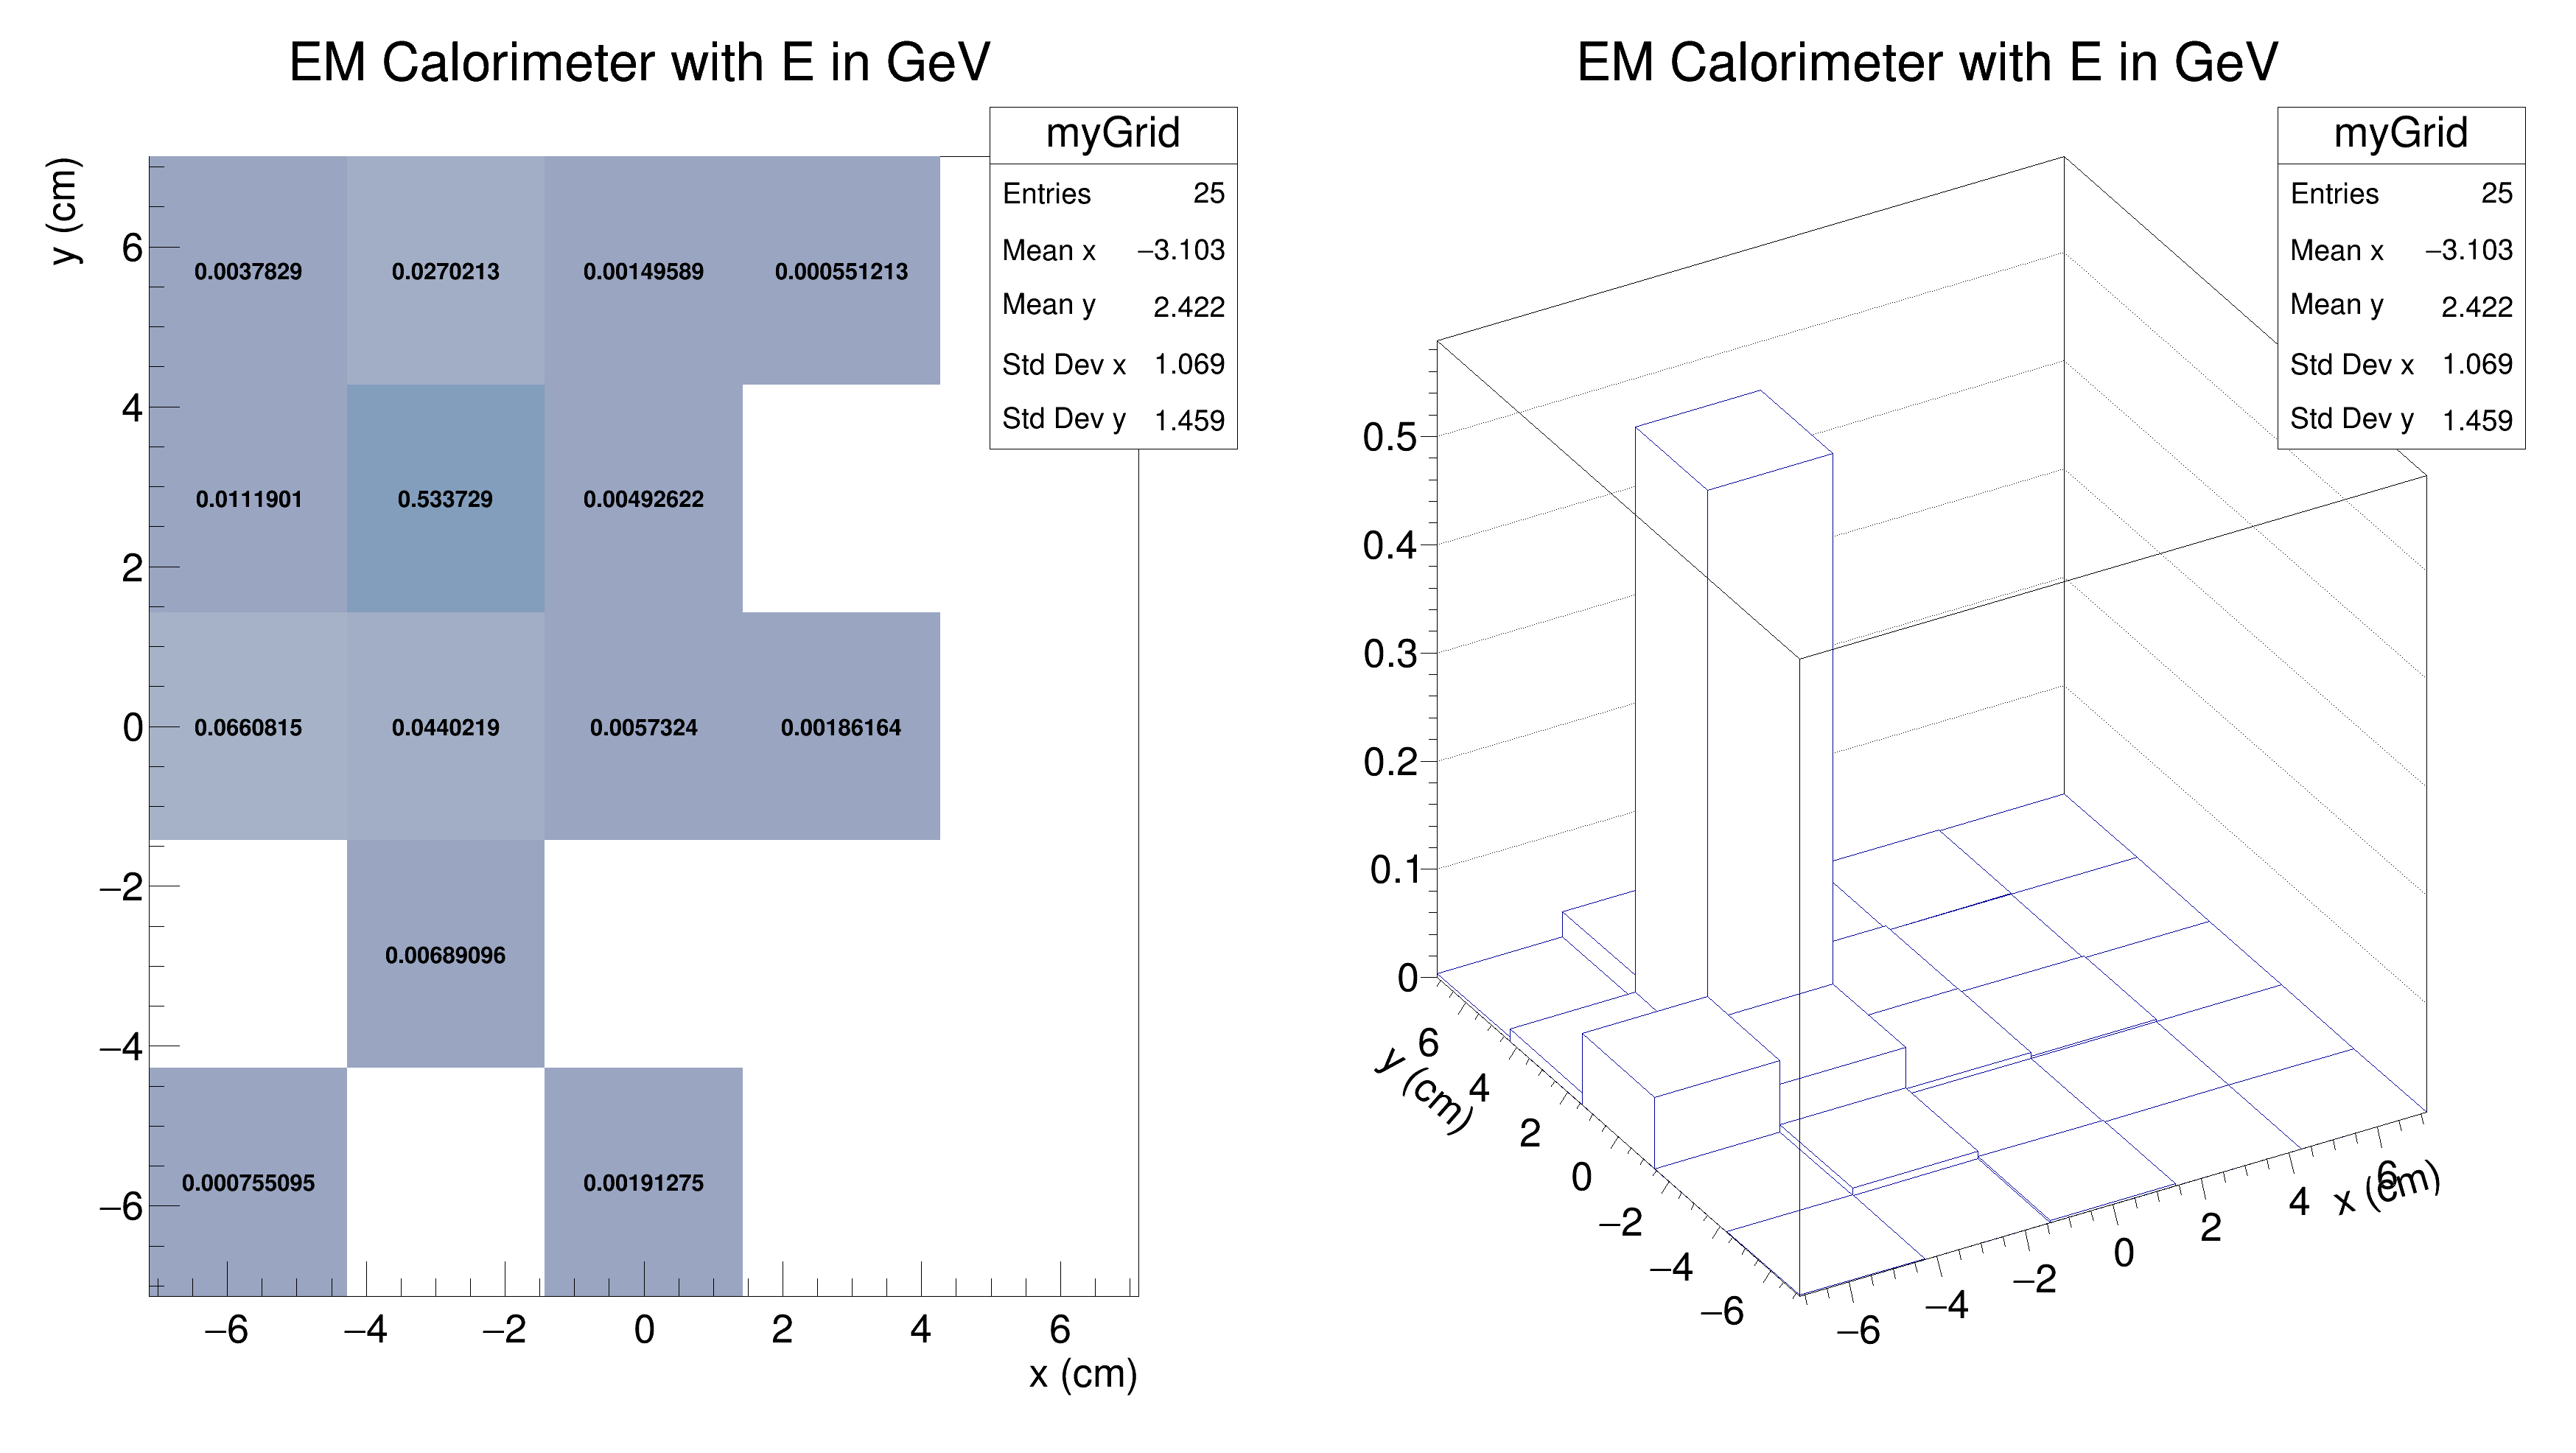 EM Calorimeter with E in GeV
myGrid
Entries 25
Mean x −3.103
Mean y 2.422
Std Dev x 1.069
Std Dev y 1.459
y (cm)
6
4
2
0
−2
−4
−6
0.0037829 0.0270213 0.00149589 0.000551213
0.0111901 0.533729 0.00492622
0.0660815 0.0440219 0.0057324 0.00186164
0.00689096
0.000755095 0.00191275
−6 −4 −2 0 2 4 6
x (cm)
EM Calorimeter with E in GeV
myGrid
Entries 25
Mean x −3.103
Mean y 2.422
Std Dev x 1.069
Std Dev y 1.459
0.5
0.4
0.3
0.2
0.1
0
6
4
2
0
−2
−4
−6
y (cm)
−6
−4
−2
0
2
4
6
x (cm)